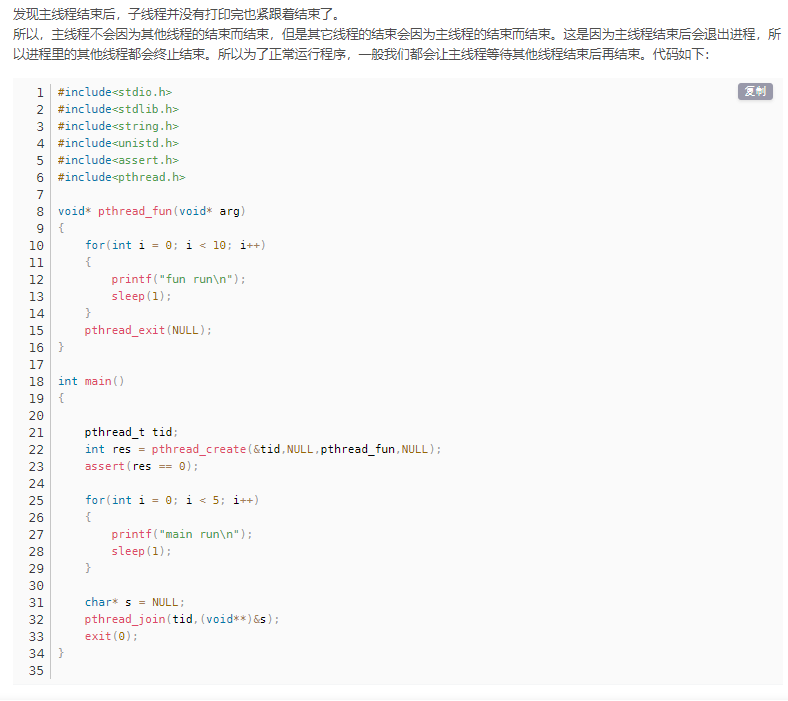 发现主线程结束后，子线程并没有打印完也紧跟着结束了。
所以，主线程不会因为其他线程的结束而结束，但是其它线程的结束会因为主线程的结束而结束。这是因为主线程结束后会退出进程，所
以进程里的其他线程都会终止结束。所以为了正常运行程序，一般我们都会让主线程等待其他线程结束后再结束。代码如下：
复制
1 #include<stdio.h>
2 #include<stdlib.h>
3 #include<string.h>
4 #include<unistd.h>
5 #include<assert.h>
6 #include<pthread.h>
7
8 void* pthread_fun(void* arg)
9 {
10     for(int i = 0; i < 10; i++)
11     {
12         printf("fun run\n");
13         sleep(1);
14     }
15     pthread_exit(NULL);
16 }
17
18 int main()
19 {
20
21     pthread_t tid;
22     int res = pthread_create(&tid,NULL,pthread_fun,NULL);
23     assert(res == 0);
24
25     for(int i = 0; i < 5; i++)
26     {
27         printf("main run\n");
28         sleep(1);
29     }
30
31     char* s = NULL;
32     pthread_join(tid,(void**)&s);
33     exit(0);
34 }
35